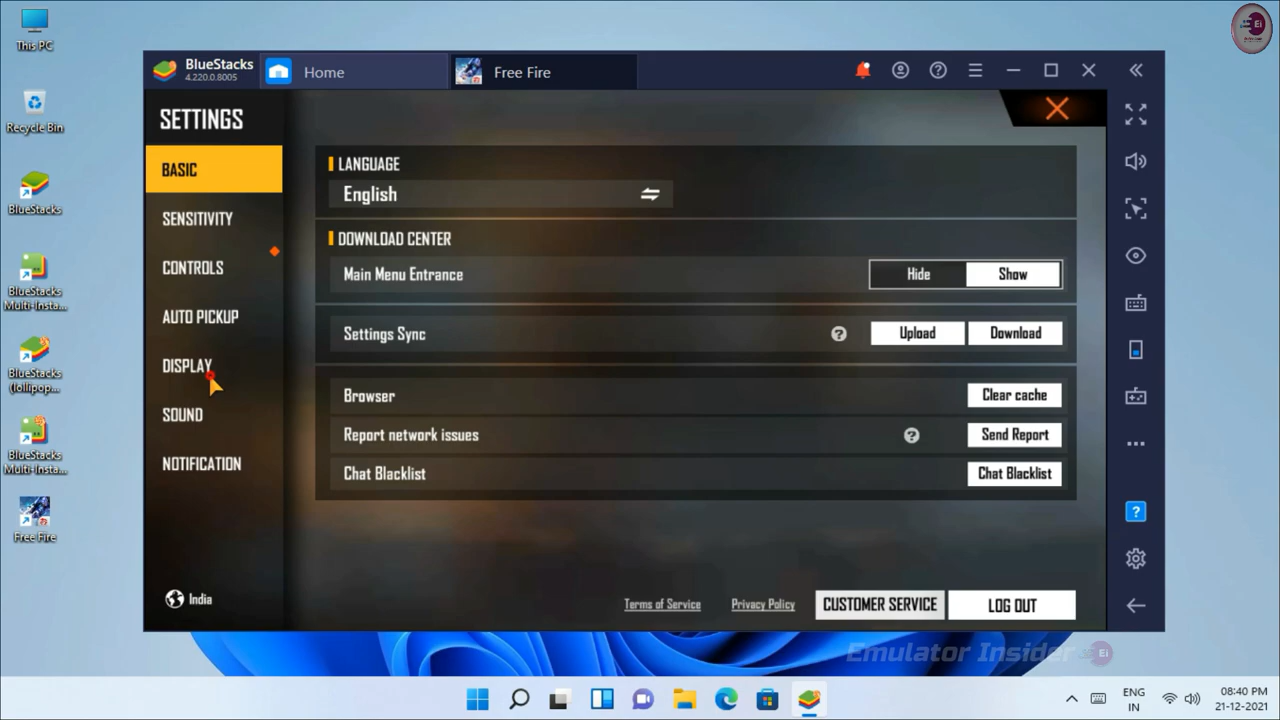 This PC
Recycle Bin
BlueStacks
BlueStacks
Multi-Insta...
BlueStacks
(lollipop...
BlueStacks
Multi-Insta...
Free Fire
BlueStacks
4.220.0.8005
Home
Free Fire
SETTINGS
BASIC
SENSITIVITY
CONTROLS
AUTO PICKUP
DISPLAY
SOUND
NOTIFICATION
India
LANGUAGE
English
DOWNLOAD CENTER
Main Menu Entrance
Hide
Show
Settings Sync
?
Upload
Download
Browser
Clear cache
Report network issues
?
Send Report
Chat Blacklist
Chat Blacklist
Terms of Service
Privacy Policy
CUSTOMER SERVICE
LOG OUT
Ei
Emulator Insider
Ei
ENG
IN
08:40 PM
21-12-2021